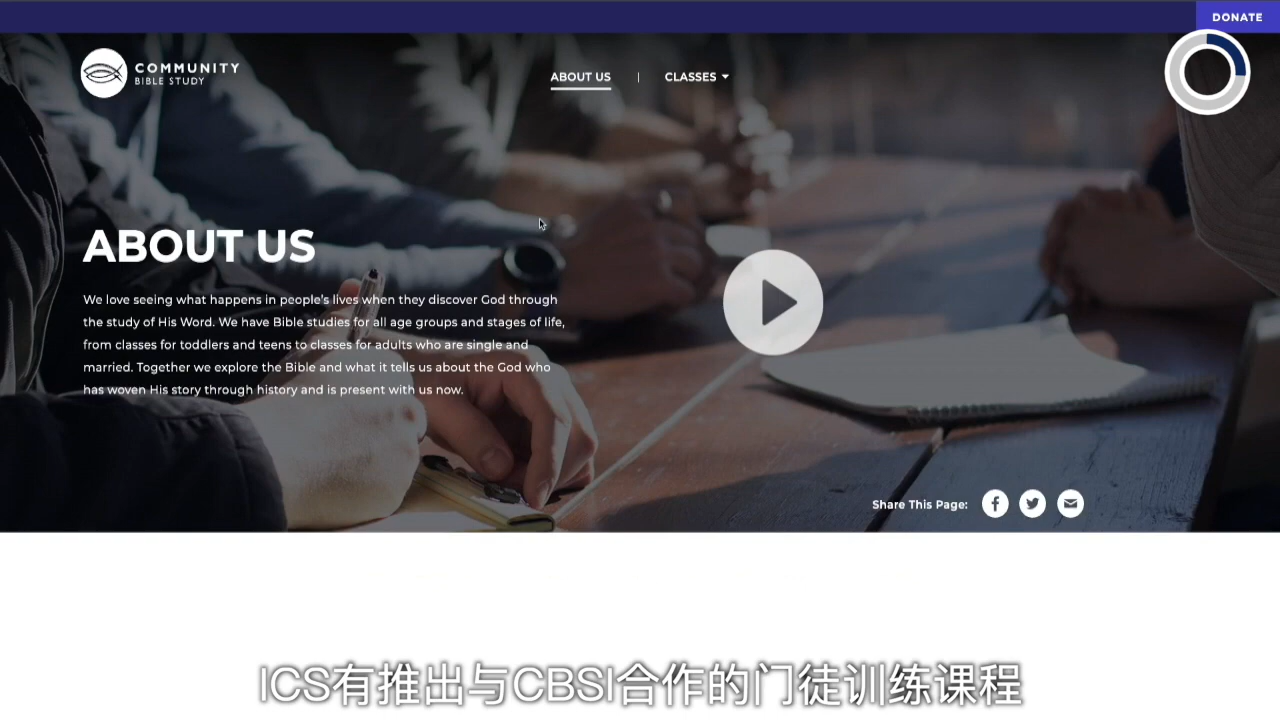 DONATE
COMMUNITY
BIBLE STUDY
ABOUT US
CLASSES
ABOUT US
We love seeing what happens in people's lives when they discover God through
the study of His Word. We have Bible studies for all age groups and stages of life,
from classes for toddlers and teens to classes for adults who are single and
married. Together we explore the Bible and what it tells us about the God who
has woven His story through history and is present with us now.
Share This Page:
ICS有推出与CBSI合作的门徒训练课程